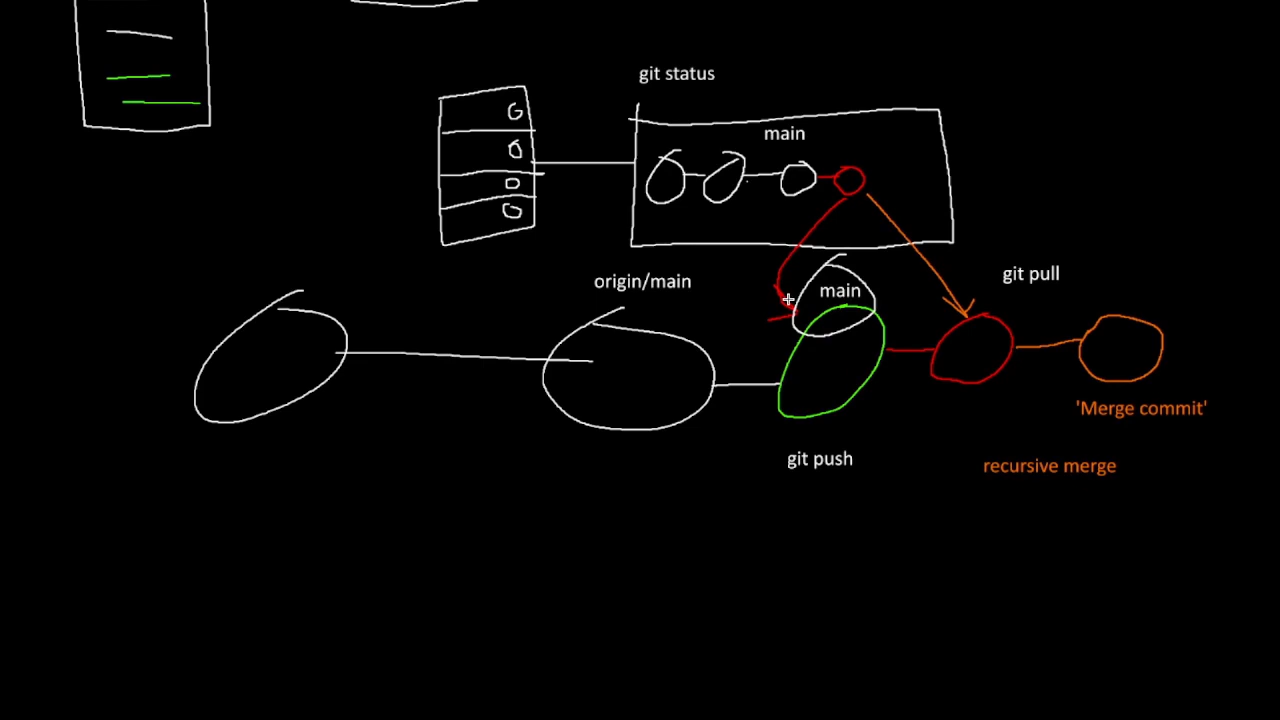 git status
main
origin/main
main
git pull
'Merge commit'
git push
recursive merge